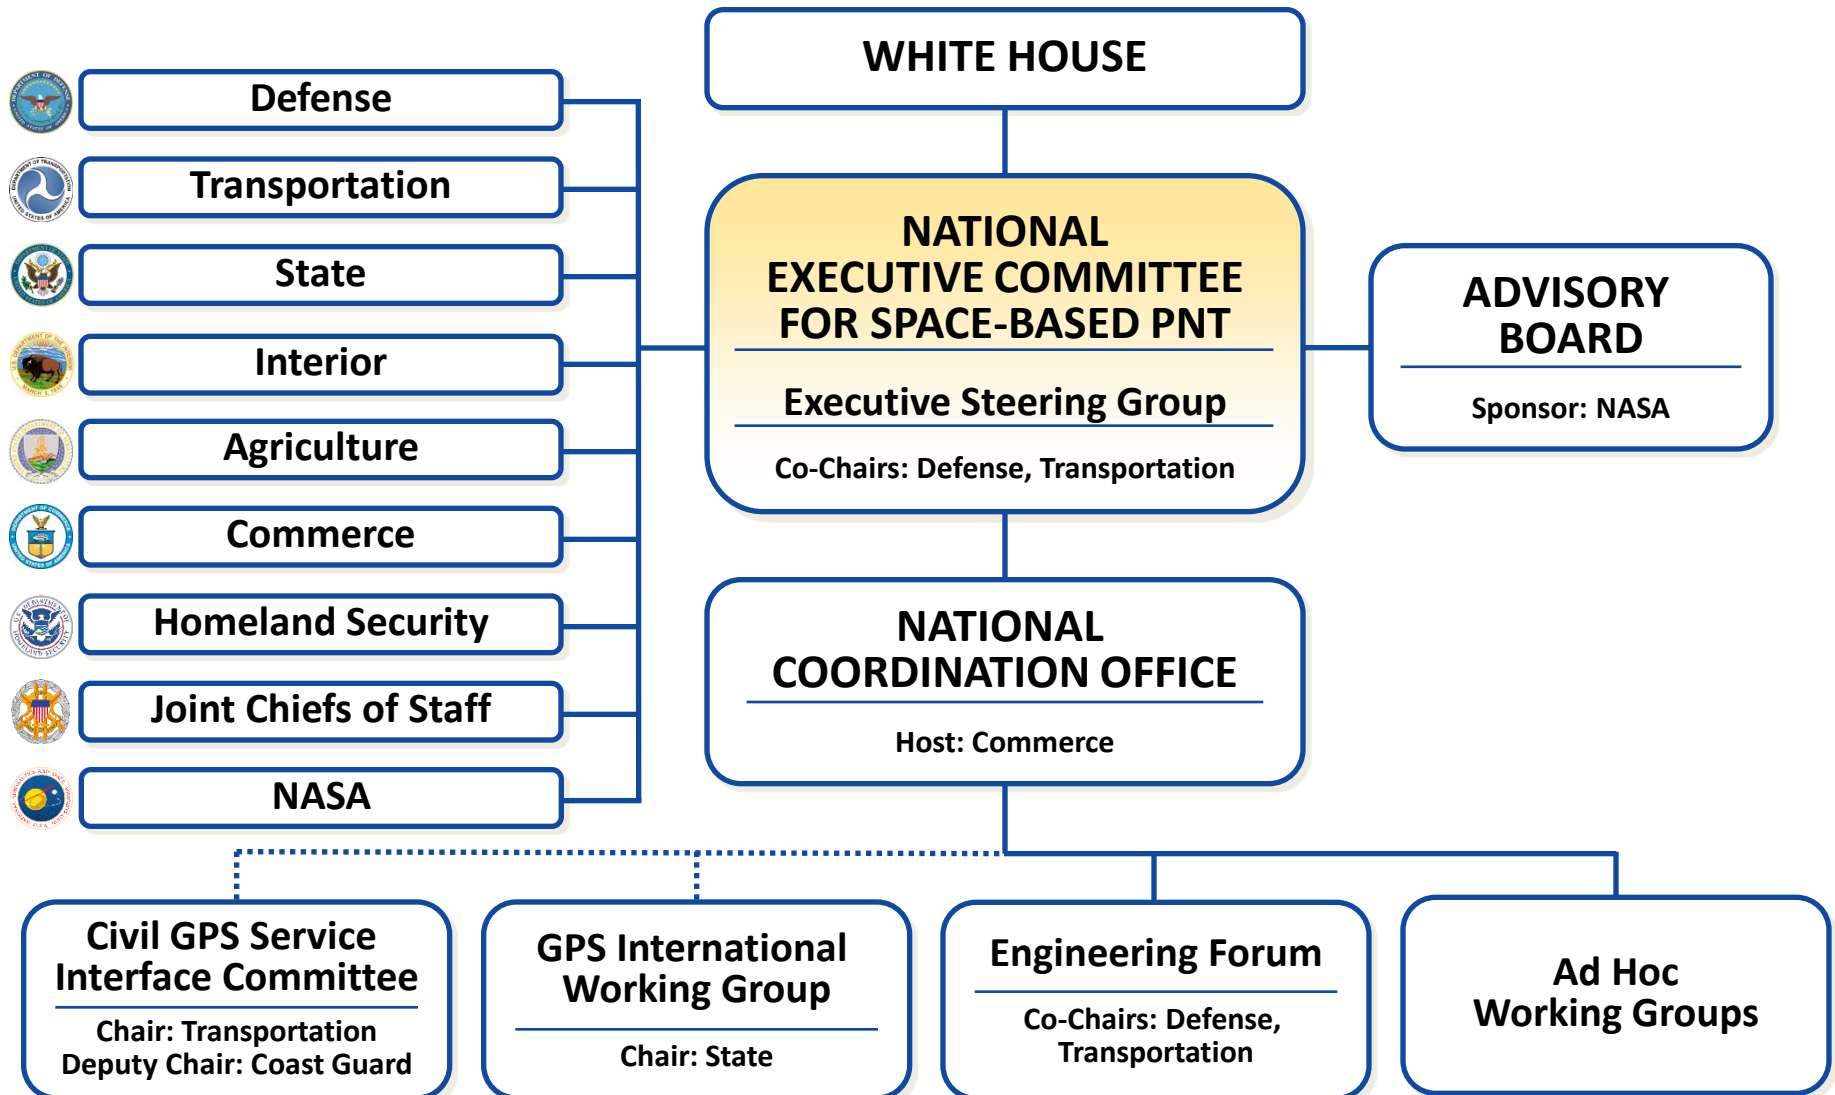 WHITE HOUSE
Defense
Transportation
State
Interior
Agriculture
Commerce
Homeland Security
Joint Chiefs of Staff
NASA
NATIONAL
EXECUTIVE COMMITTEE
FOR SPACE-BASED PNT
Executive Steering Group
Co-Chairs: Defense, Transportation
ADVISORY
BOARD
Sponsor: NASA
NATIONAL
COORDINATION OFFICE
Host: Commerce
Civil GPS Service
Interface Committee
Chair: Transportation
Deputy Chair: Coast Guard
GPS International
Working Group
Chair: State
Engineering Forum
Co-Chairs: Defense,
Transportation
Ad Hoc
Working Groups